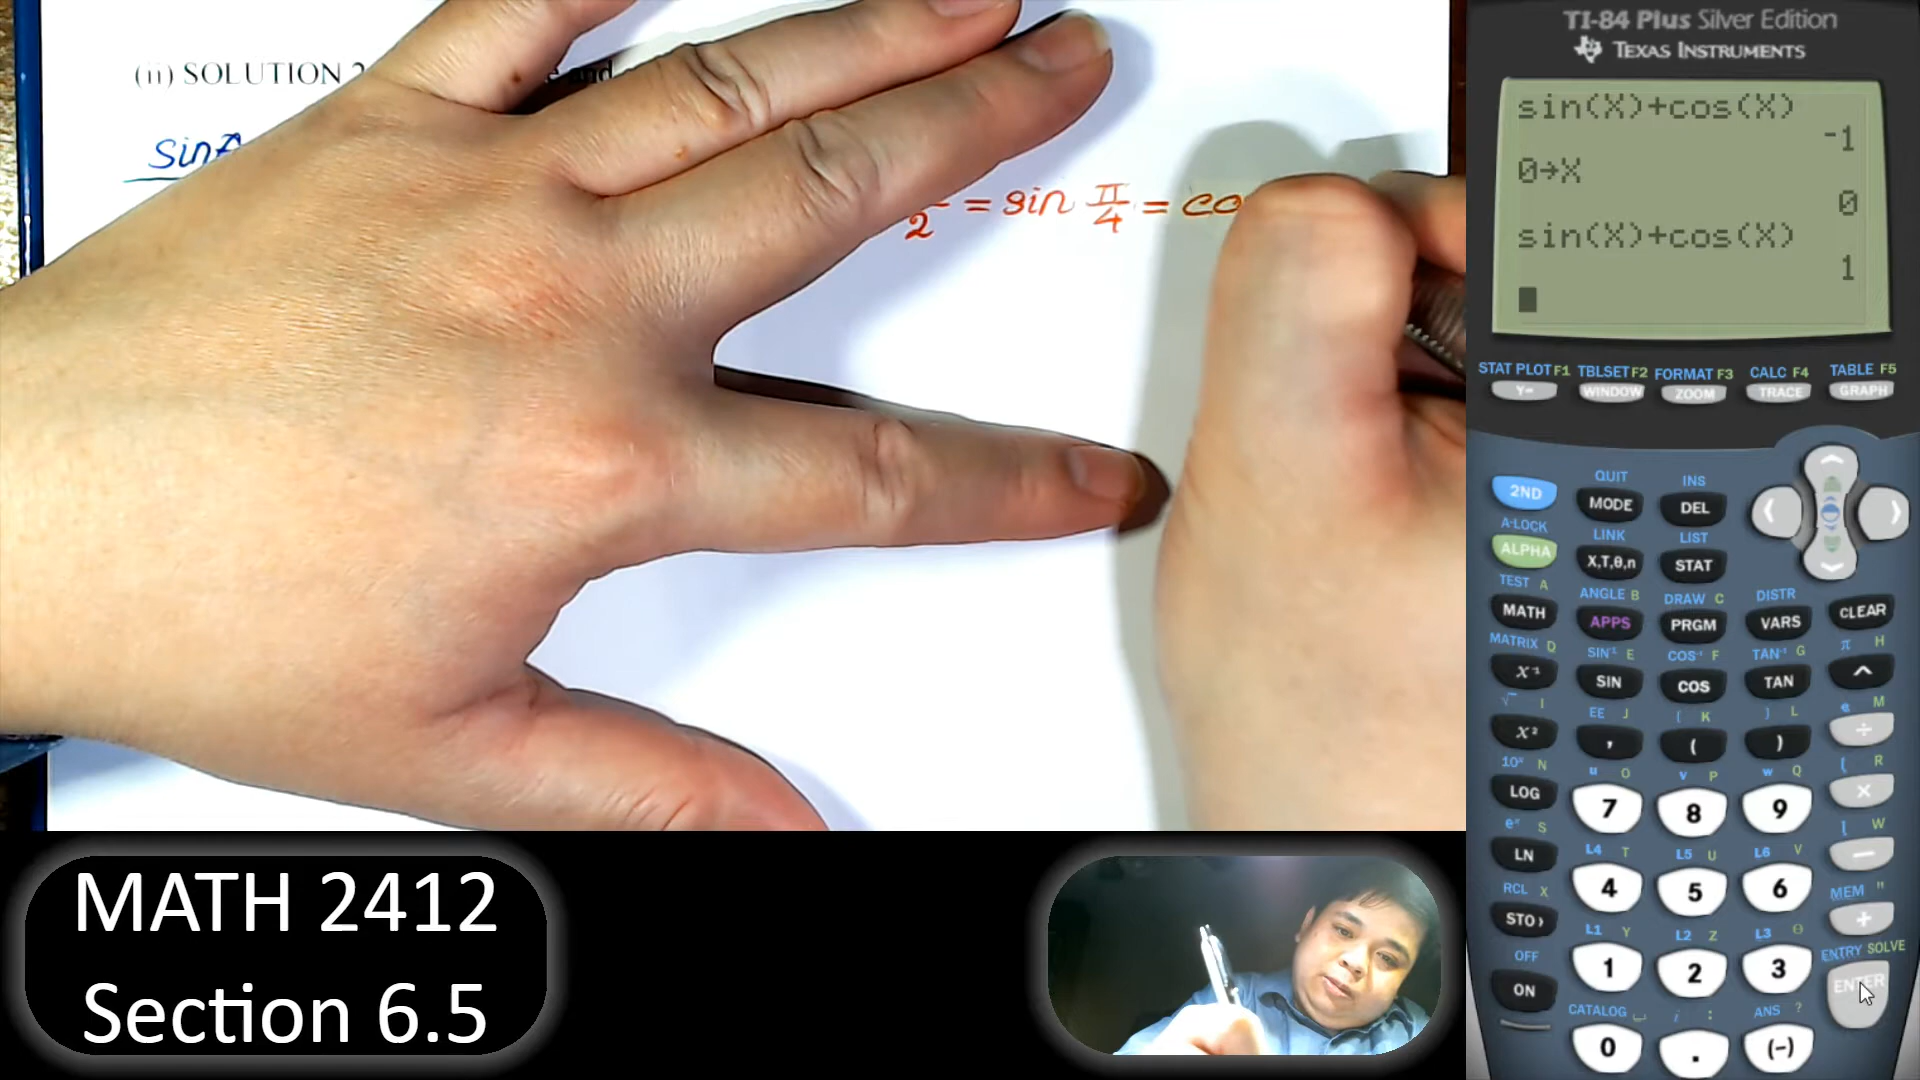 (ii) SOLUTION and
sin
2 = sin π/4 = co
MATH 2412
Section 6.5
TI-84 Plus Silver Edition
TEXAS INSTRUMENTS
sin(X)+cos(X)
-1
0→X
0
sin(X)+cos(X)
1
STAT PLOT F1 TBLSET F2 FORMAT F3 CALC F4 TABLE F5
Y= WINDOW ZOOM TRACE GRAPH
QUIT INS
2ND MODE DEL
A-LOCK LINK LIST
ALPHA X,T,θ,n STAT
TEST A ANGLE B DRAW C DISTR
MATH APPS PRGM VARS CLEAR
MATRIX D SIN⁻¹ E COS⁻¹ F TAN⁻¹ G π H
X⁻¹ SIN COS TAN ^
√ I EE J { K } L e M
X² , ( ) ÷
10ˣ N u O v P w Q [ R
LOG 7 8 9 ×
eˣ S L4 T L5 U L6 V ] W
LN 4 5 6 −
RCL X L1 Y L2 Z L3 θ MEM "
STO› 1 2 3 +
OFF CATALOG i : ANS ? ENTRY SOLVE
ON 0 . (-) ENTER